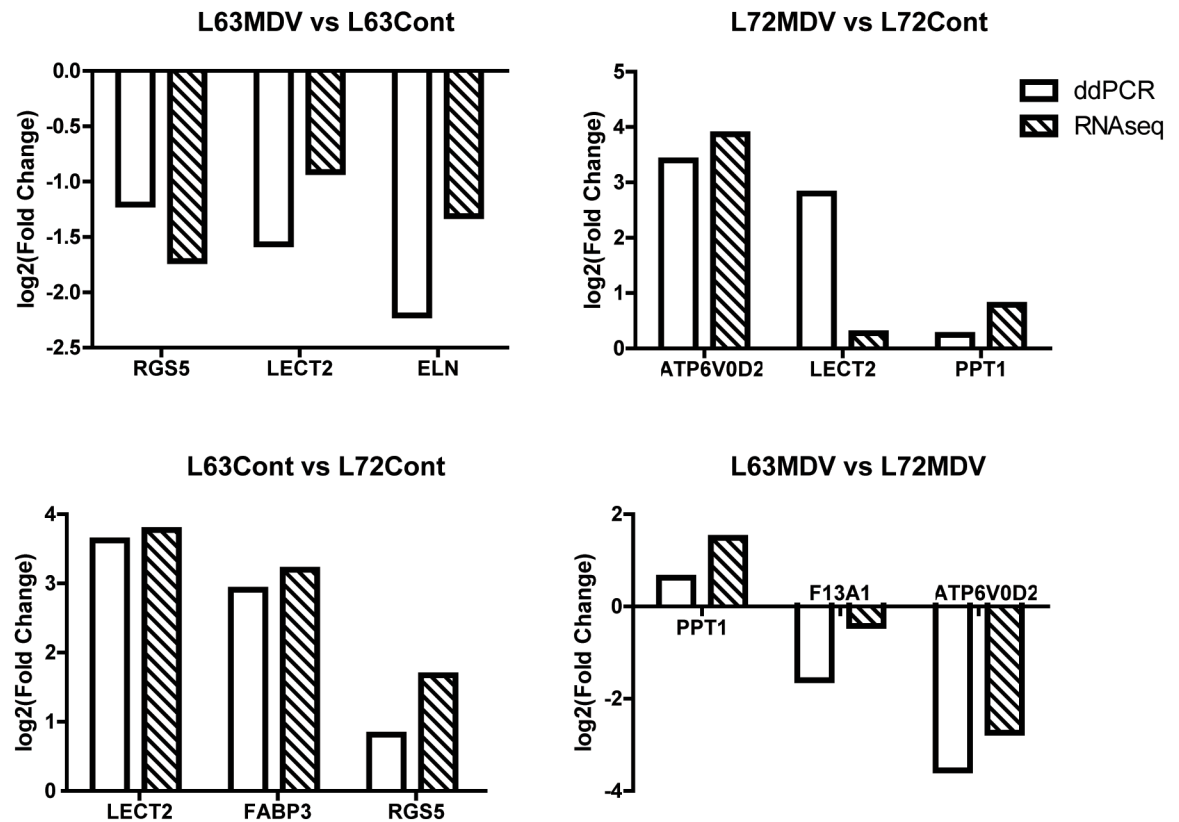 L63MDV vs L63Cont
log2(Fold Change)
0.0
-0.5
-1.0
-1.5
-2.0
-2.5
RGS5 LECT2 ELN
L72MDV vs L72Cont
log2(Fold Change)
5
4
3
2
1
0
ATP6V0D2 LECT2 PPT1
ddPCR
RNAseq
L63Cont vs L72Cont
log2(Fold Change)
4
3
2
1
0
LECT2 FABP3 RGS5
L63MDV vs L72MDV
log2(Fold Change)
2
0
-2
-4
PPT1 F13A1 ATP6V0D2